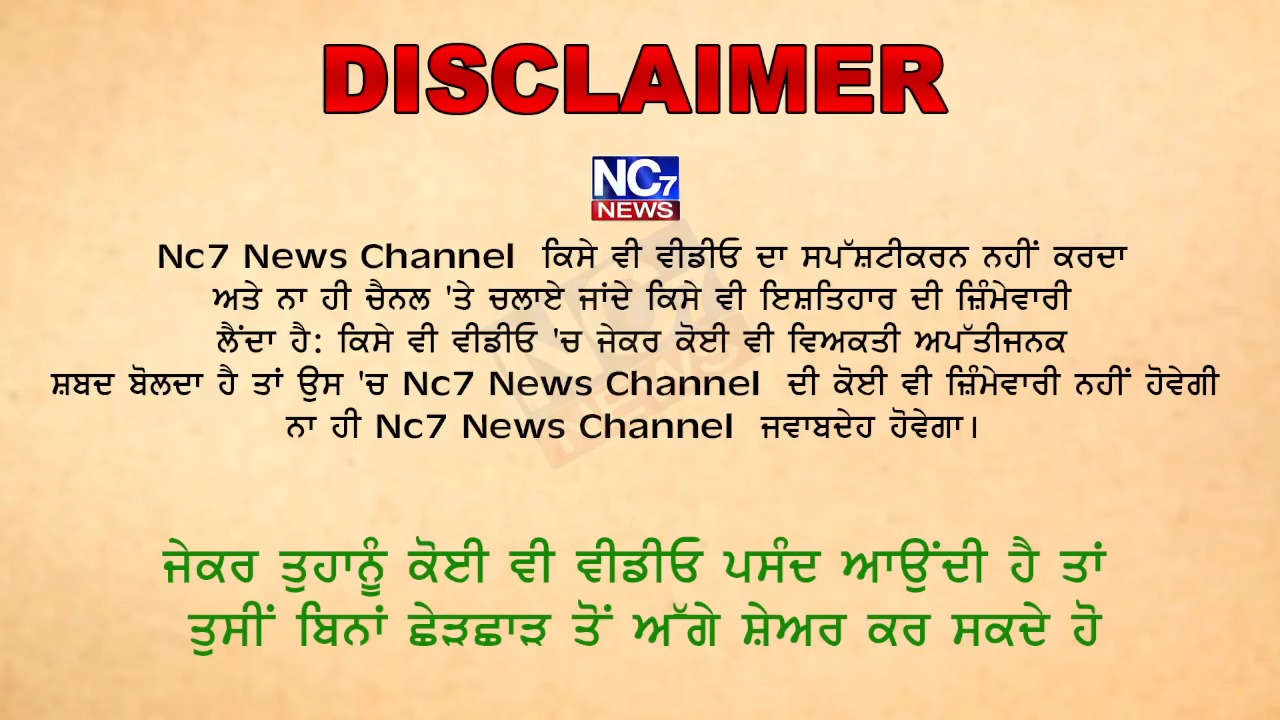 DISCLAIMER
NC7
NEWS
Nc7 News Channel ਕਿਸੇ ਵੀ ਵੀਡੀਓ ਦਾ ਸਪੱਸ਼ਟੀਕਰਨ ਨਹੀਂ ਕਰਦਾ
ਅਤੇ ਨਾ ਹੀ ਚੈਨਲ 'ਤੇ ਚਲਾਏ ਜਾਂਦੇ ਕਿਸੇ ਵੀ ਇਸ਼ਤਿਹਾਰ ਦੀ ਜ਼ਿੰਮੇਵਾਰੀ
ਲੈਂਦਾ ਹੈ: ਕਿਸੇ ਵੀ ਵੀਡੀਓ 'ਚ ਜੇਕਰ ਕੋਈ ਵੀ ਵਿਅਕਤੀ ਅਪੱਤੀਜਨਕ
ਸ਼ਬਦ ਬੋਲਦਾ ਹੈ ਤਾਂ ਉਸ 'ਚ Nc7 News Channel ਦੀ ਕੋਈ ਵੀ ਜ਼ਿੰਮੇਵਾਰੀ ਨਹੀਂ ਹੋਵੇਗੀ
ਨਾ ਹੀ Nc7 News Channel ਜਵਾਬਦੇਹ ਹੋਵੇਗਾ।
ਜੇਕਰ ਤੁਹਾਨੂੰ ਕੋਈ ਵੀ ਵੀਡੀਓ ਪਸੰਦ ਆਉਂਦੀ ਹੈ ਤਾਂ
ਤੁਸੀਂ ਬਿਨਾਂ ਛੇੜਛਾੜ ਤੋਂ ਅੱਗੇ ਸ਼ੇਅਰ ਕਰ ਸਕਦੇ ਹੋ